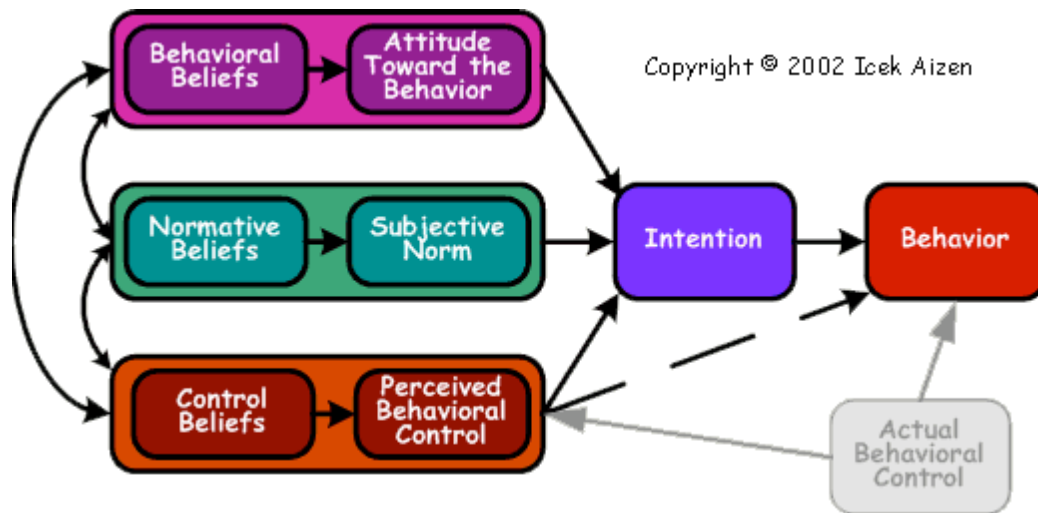 Behavioral
Beliefs
Attitude
Toward the
Behavior
Copyright © 2002 Icek Aizen
Normative
Beliefs
Subjective
Norm
Intention
Behavior
Control
Beliefs
Perceived
Behavioral
Control
Actual
Behavioral
Control